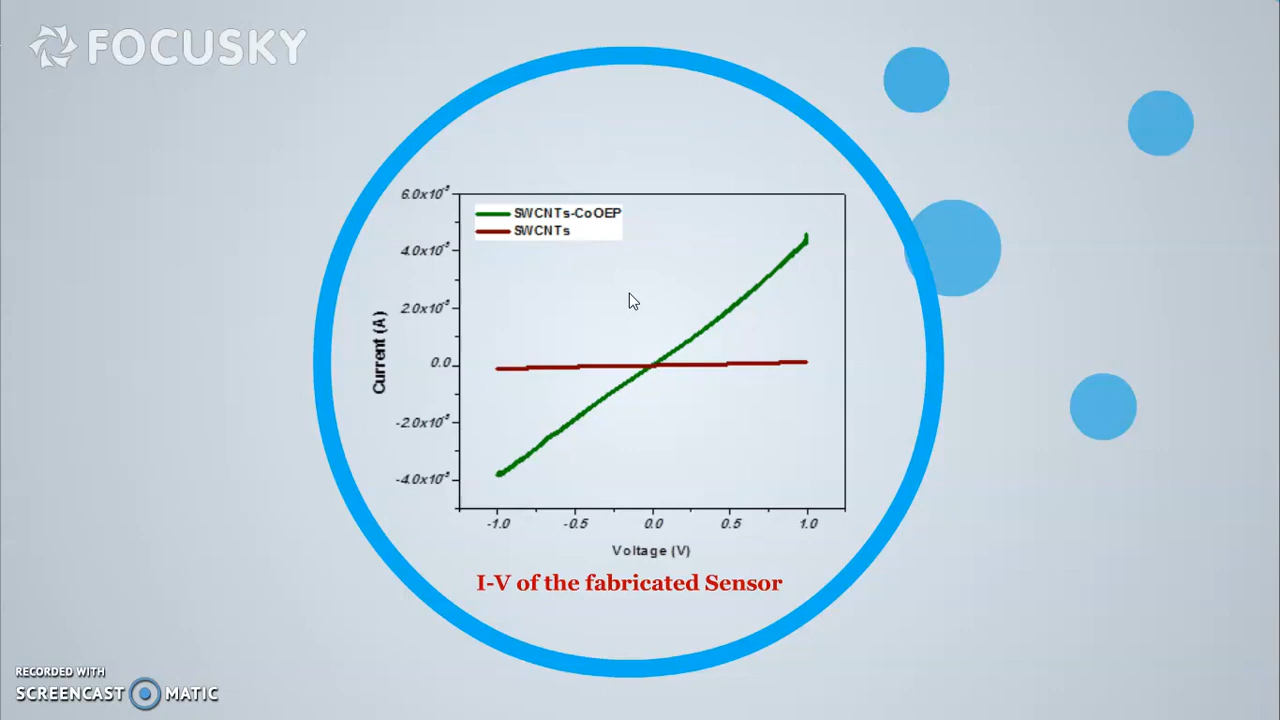 FOCUSKY
6.0x10⁻⁵
SWCNTs-CoOEP
SWCNTs
4.0x10⁻⁵
2.0x10⁻⁵
0.0
-2.0x10⁻⁵
-4.0x10⁻⁵
Current (A)
-1.0 -0.5 0.0 0.5 1.0
Voltage (V)
I-V of the fabricated Sensor
RECORDED WITH
SCREENCAST MATIC